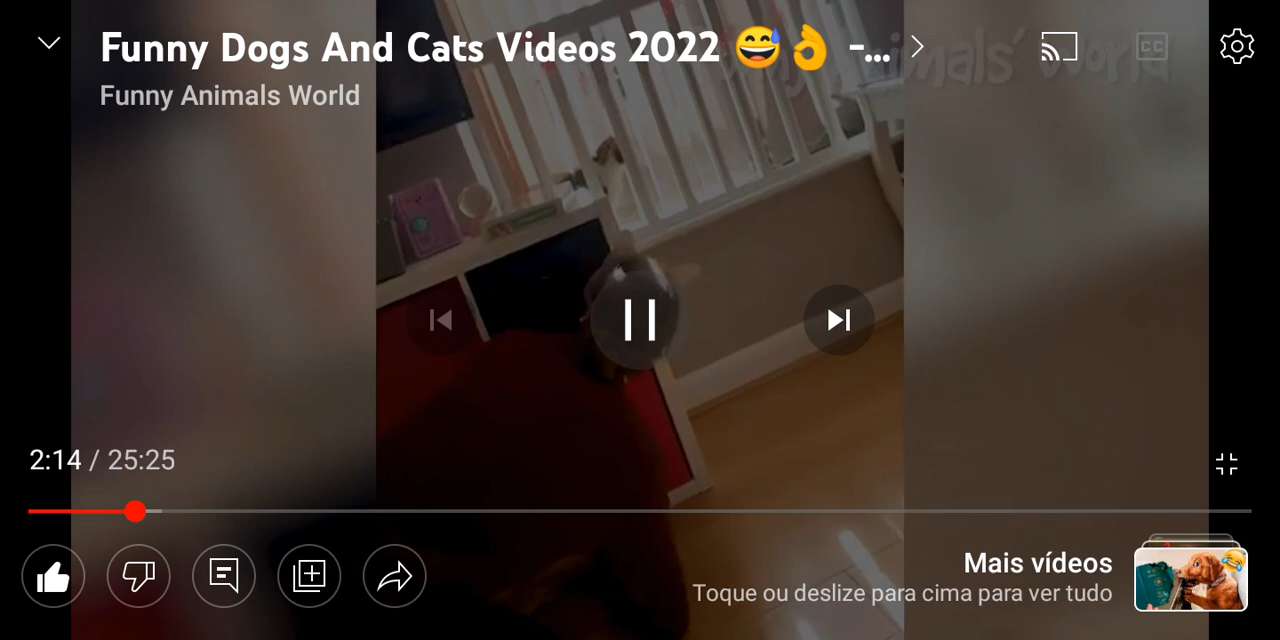 Funny Dogs And Cats Videos 2022 😅👌 -...
Funny Animals World
CC
2:14 / 25:25
Mais vídeos
Toque ou deslize para cima para ver tudo